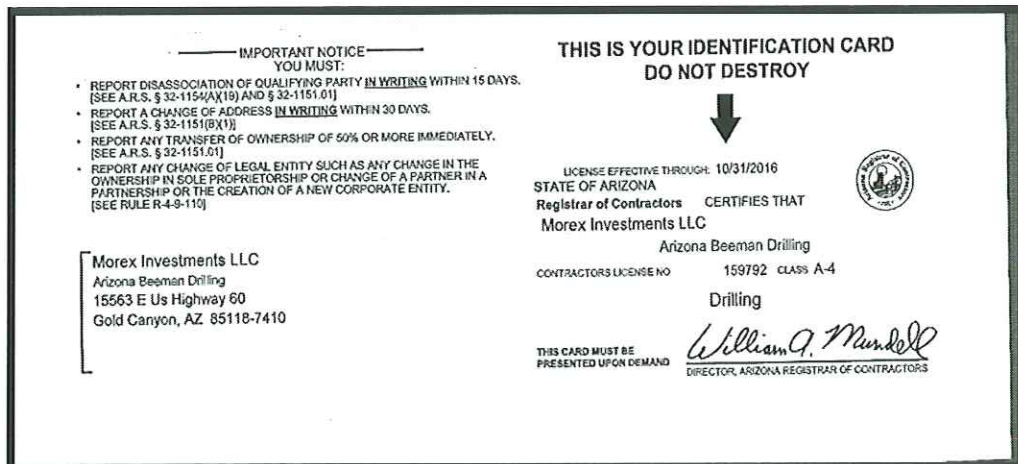 IMPORTANT NOTICE
YOU MUST:
• REPORT DISASSOCIATION OF QUALIFYING PARTY IN WRITING WITHIN 15 DAYS.
[SEE A.R.S. § 32-1154(A)(19) AND § 32-1151.01]
• REPORT A CHANGE OF ADDRESS IN WRITING WITHIN 30 DAYS.
[SEE A.R.S. § 32-1151(B)(1)]
• REPORT ANY TRANSFER OF OWNERSHIP OF 50% OR MORE IMMEDIATELY.
[SEE A.R.S. § 32-1151.01]
• REPORT ANY CHANGE OF LEGAL ENTITY SUCH AS ANY CHANGE IN THE
OWNERSHIP IN SOLE PROPRIETORSHIP OR CHANGE OF A PARTNER IN A
PARTNERSHIP OR THE CREATION OF A NEW CORPORATE ENTITY.
[SEE RULE R-4-9-110]
Morex Investments LLC
Arizona Beeman Drilling
15563 E Us Highway 60
Gold Canyon, AZ 85118-7410
THIS IS YOUR IDENTIFICATION CARD
DO NOT DESTROY
LICENSE EFFECTIVE THROUGH: 10/31/2016
STATE OF ARIZONA
Registrar of Contractors CERTIFIES THAT
Morex Investments LLC
Arizona Beeman Drilling
CONTRACTORS LICENSE NO 159792 CLASS A-4
Drilling
THIS CARD MUST BE
PRESENTED UPON DEMAND
William A. Mundell
DIRECTOR, ARIZONA REGISTRAR OF CONTRACTORS
Arizona Registrar of Contractors